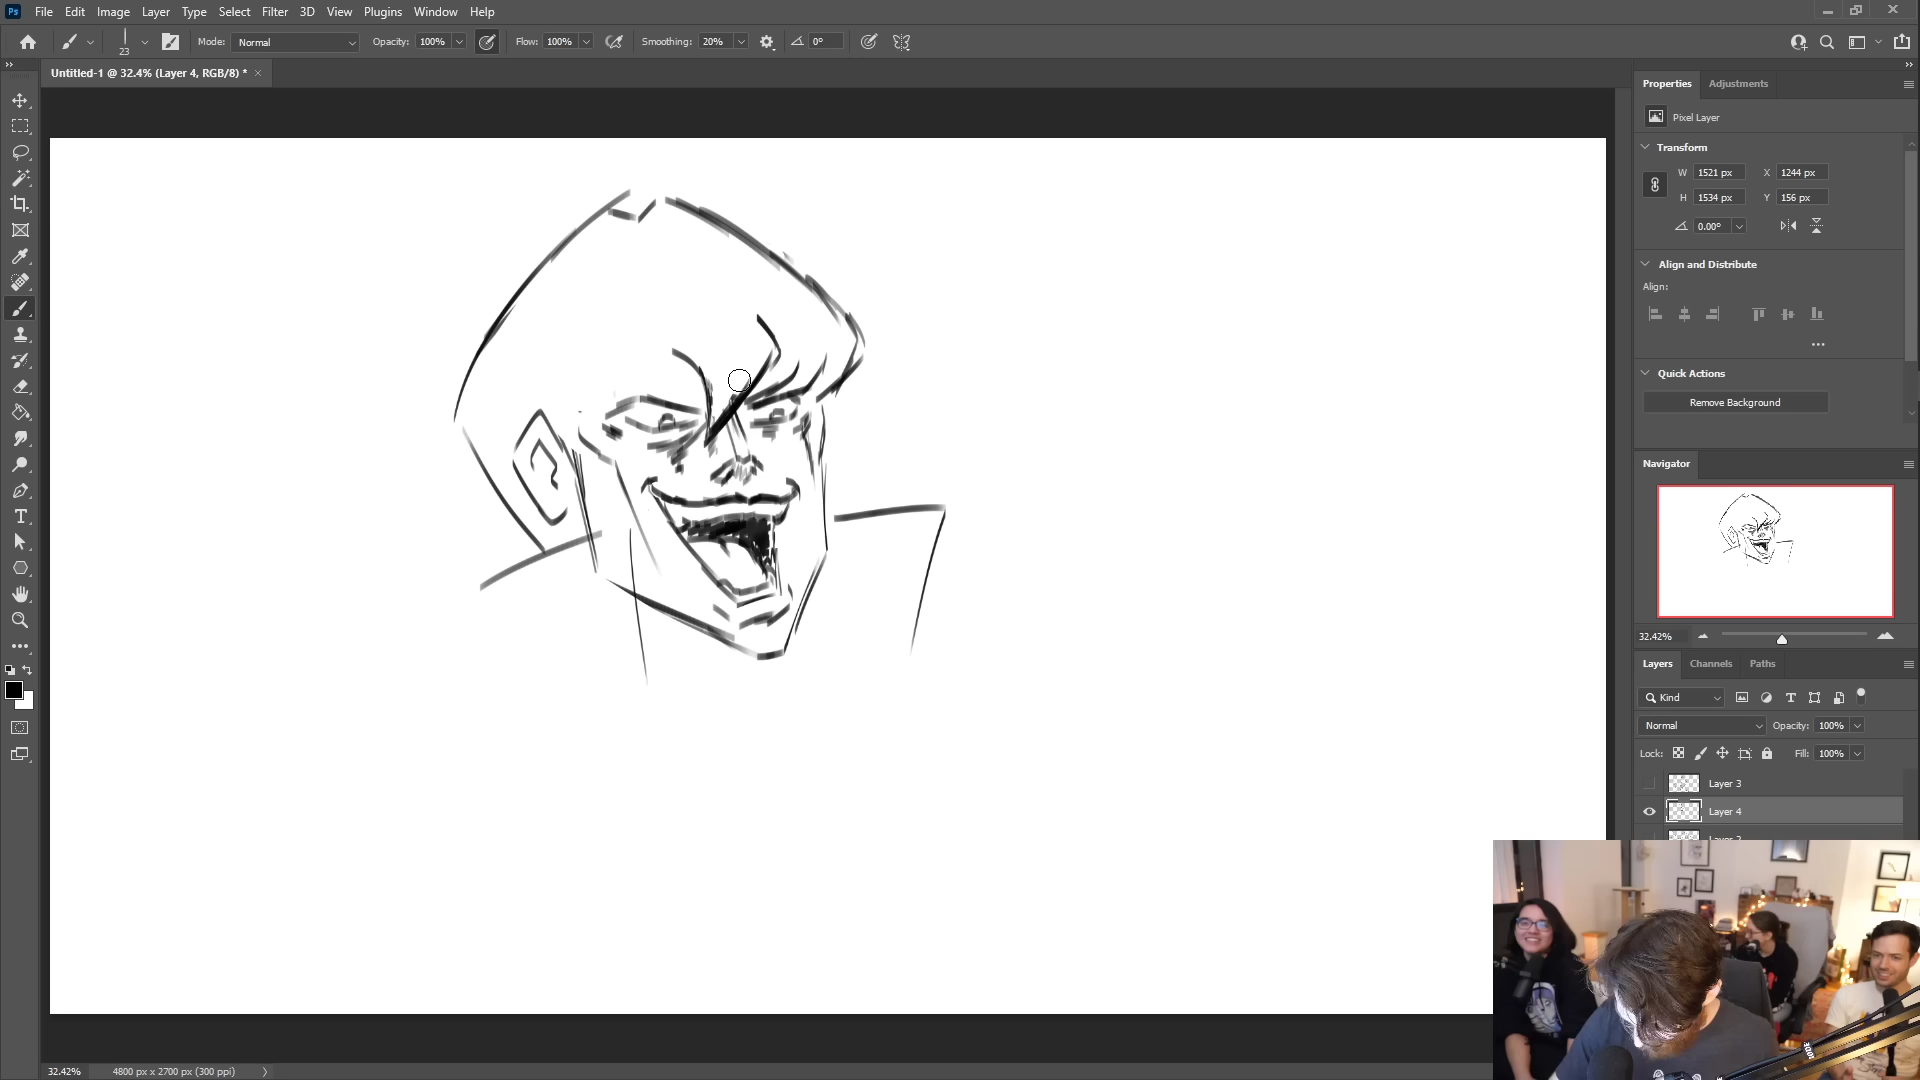 Ps File Edit Image Layer Type Select Filter 3D View Plugins Window Help
23 Mode: Normal Opacity: 100% Flow: 100% Smoothing: 20% 0°
Untitled-1 @ 32.4% (Layer 4, RGB/8) * ×
Properties Adjustments
Pixel Layer
Transform
W 1521 px X 1244 px
H 1534 px Y 156 px
0.00°
Align and Distribute
Align:
Quick Actions
Remove Background
Navigator
32.42%
Layers Channels Paths
Kind
Normal Opacity: 100%
Lock: Fill: 100%
Layer 3
Layer 4
32.42% 4800 px x 2700 px (300 ppi)